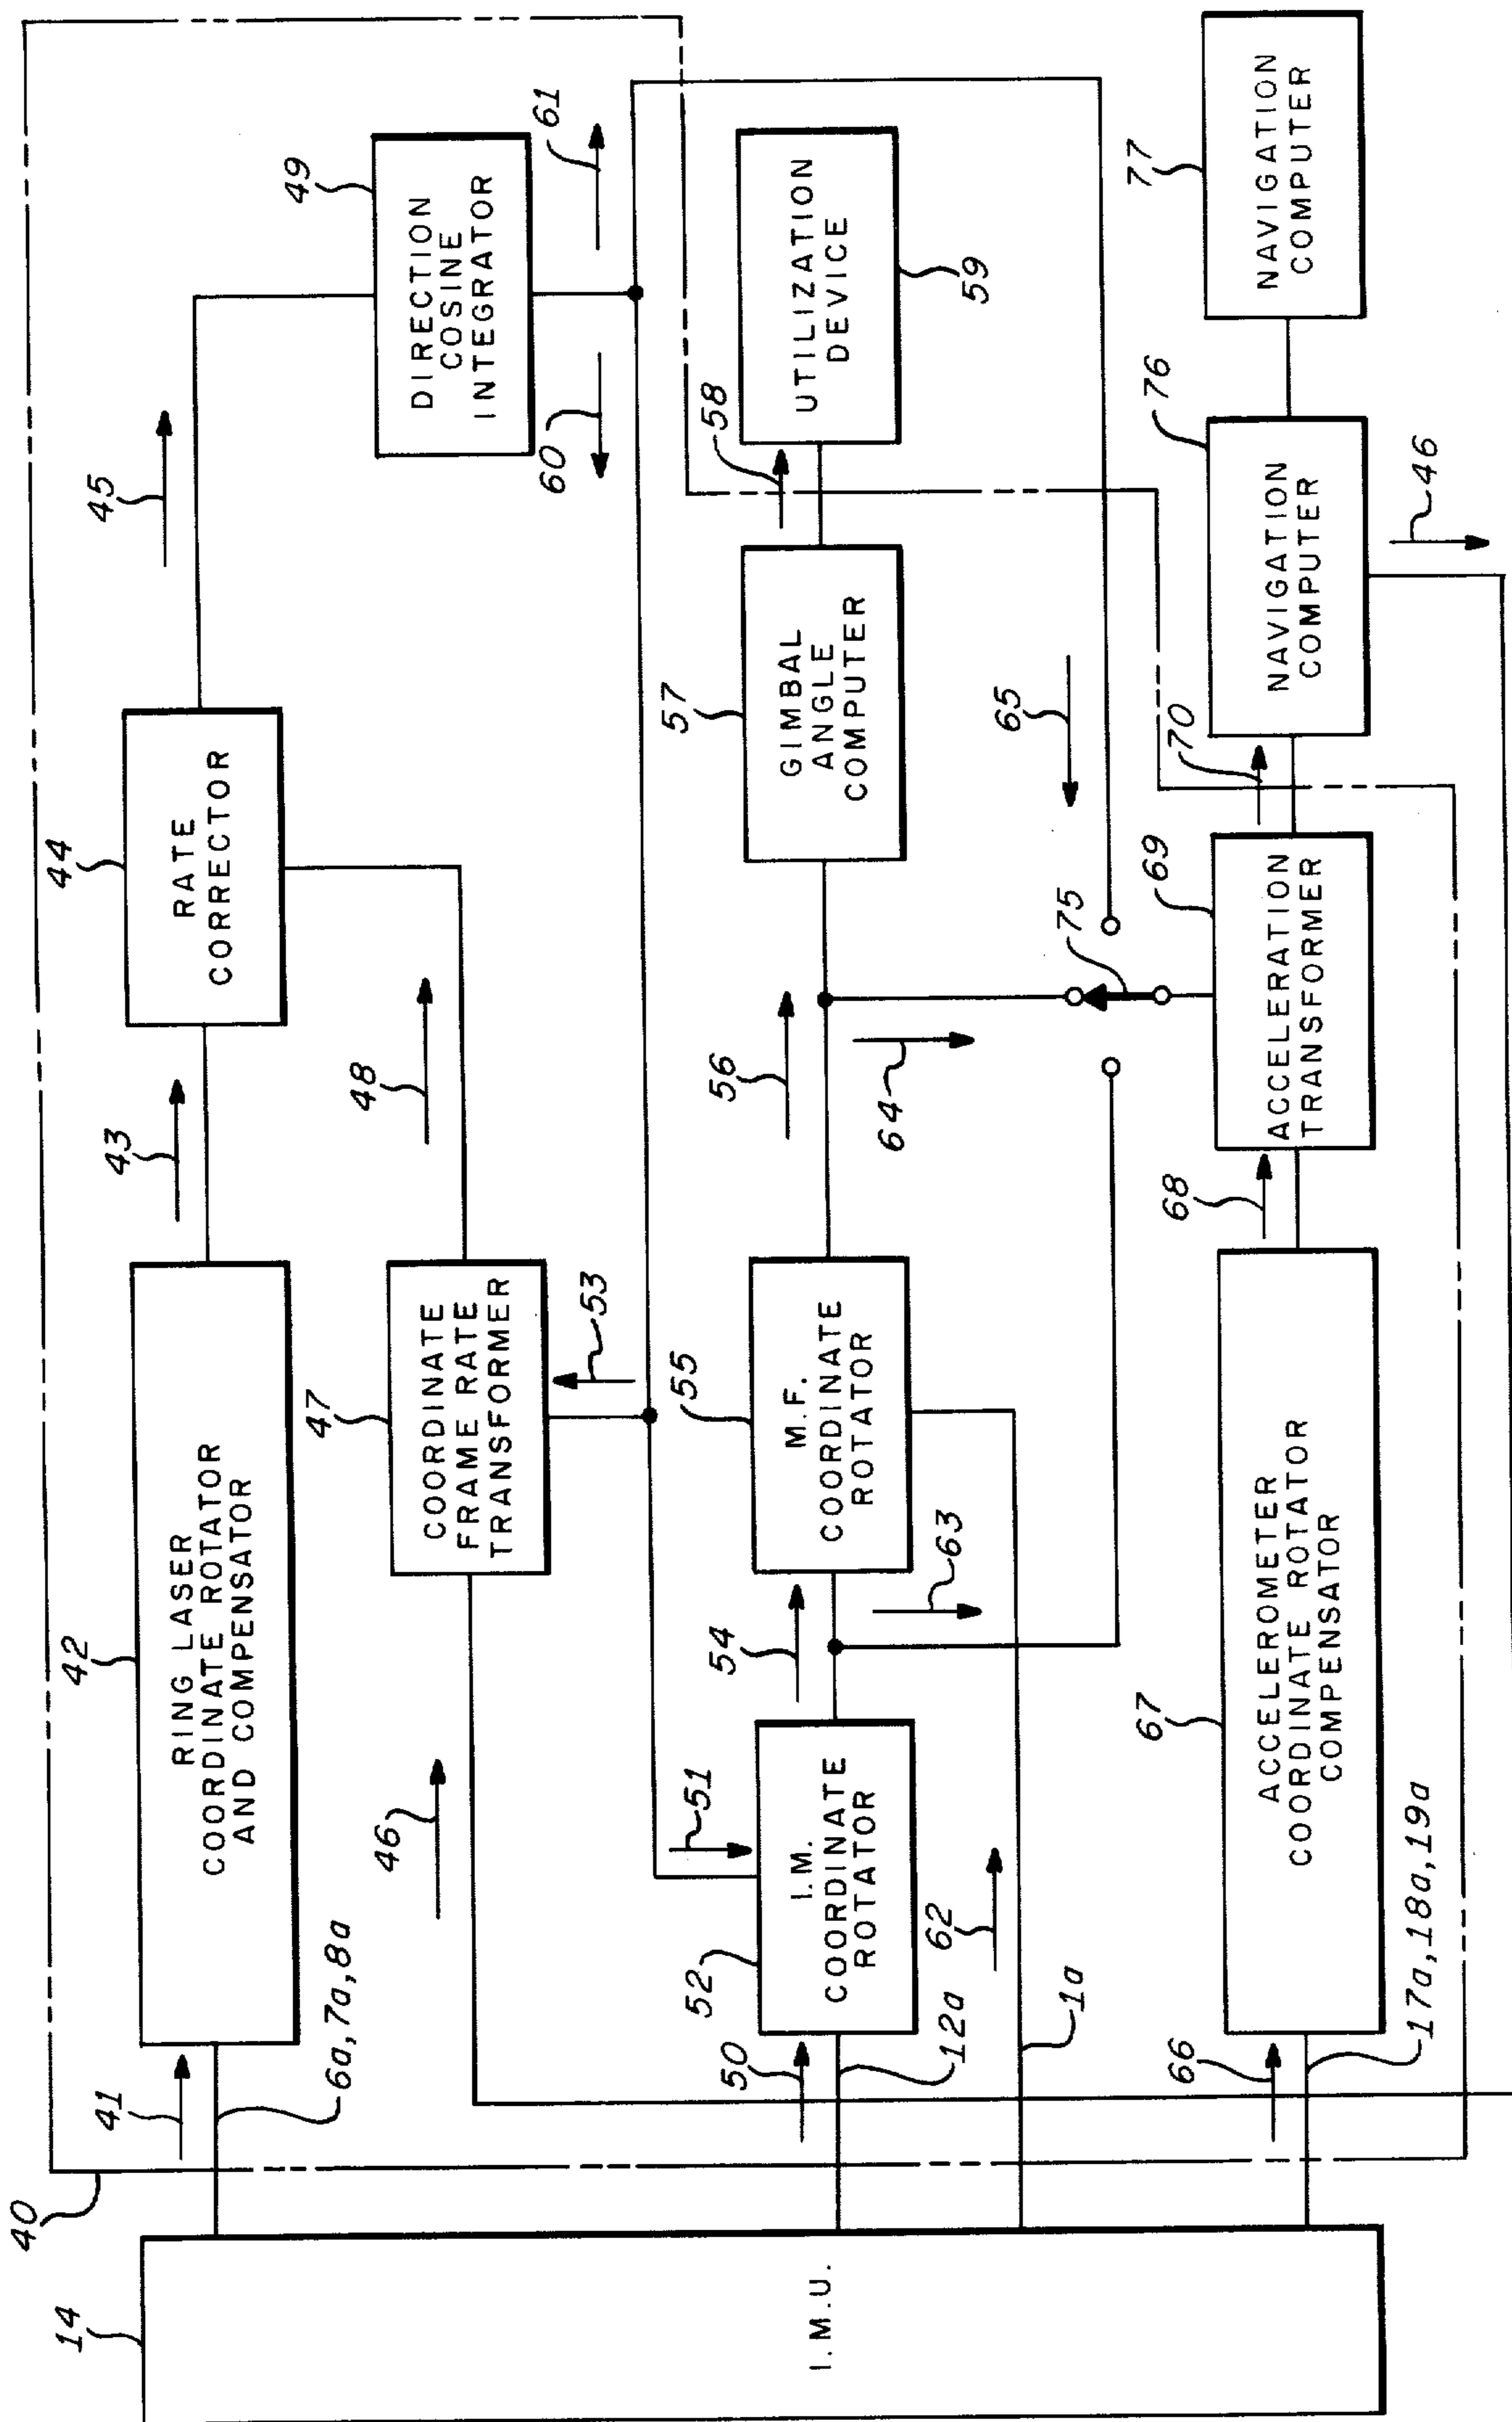 14
I.M.U.
40
41
6a,7a,8a
42
RING LASER
COORDINATE ROTATOR
AND COMPENSATOR
43
44
RATE
CORRECTOR
45
46
47
COORDINATE
FRAME RATE
TRANSFORMER
48
53
49
DIRECTION
COSINE
INTEGRATOR
60
61
50
12a
51
52
I.M.
COORDINATE
ROTATOR
54
63
55
M.F.
COORDINATE
ROTATOR
56
64
57
GIMBAL
ANGLE
COMPUTER
58
UTILIZATION
DEVICE
59
62
1a
65
75
66
17a,18a,19a
67
ACCELEROMETER
COORDINATE ROTATOR
COMPENSATOR
68
69
ACCELERATION
TRANSFORMER
70
76
NAVIGATION
COMPUTER
46
77
NAVIGATION
COMPUTER